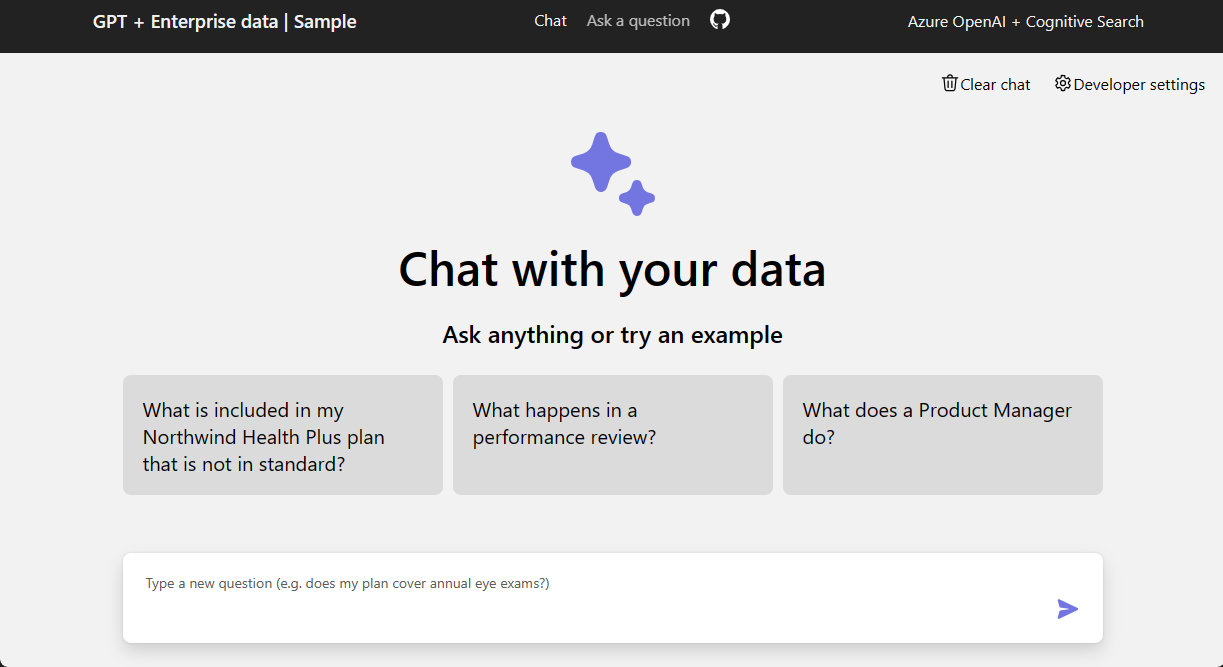 GPT + Enterprise data | Sample
Chat
Ask a question
Azure OpenAI + Cognitive Search
Clear chat
Developer settings
Chat with your data
Ask anything or try an example
What is included in my
Northwind Health Plus plan
that is not in standard?
What happens in a
performance review?
What does a Product Manager
do?
Type a new question (e.g. does my plan cover annual eye exams?)